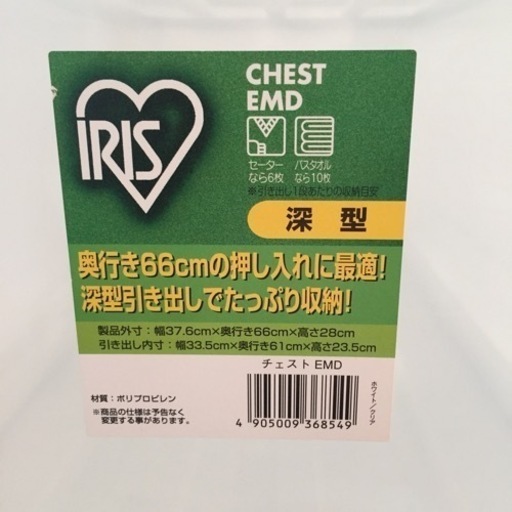 IRIS
CHEST
EMD
セーター
なら6枚
バスタオル
なら10枚
※引き出し1段あたりの収納目安
深型
奥行き66cmの押し入れに最適!
深型引き出しでたっぷり収納!
製品外寸:幅37.6cm×奥行き66cm×高さ28cm
引き出し内寸:幅33.5cm×奥行き61cm×高さ23.5cm
チェスト EMD
材質:ポリプロピレン
※商品の仕様は予告なく
変更する事があります。
ホワイト/クリア
4 905009 368549